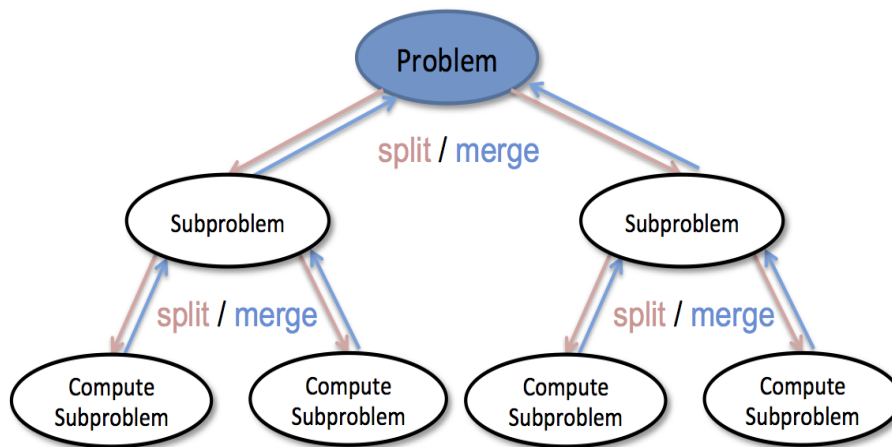 Problem
split / merge
Subproblem
Subproblem
split / merge
split / merge
Compute
Subproblem
Compute
Subproblem
Compute
Subproblem
Compute
Subproblem